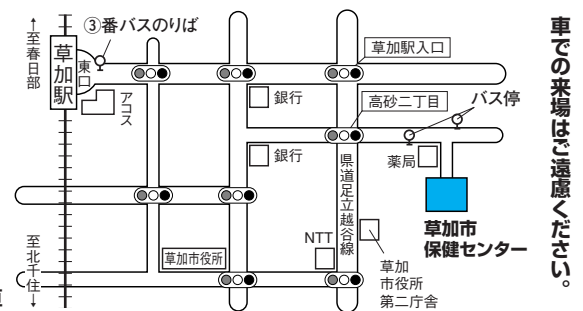 車での来場はご遠慮ください。
↑至春日部
草加駅
東口
③番バスのりば
アコス
銀行
草加駅入口
高砂二丁目
バス停
銀行
薬局
県道足立越谷線
草加市
保健センター
草加市役所
NTT
草加
市役所
第二庁舎
至北千住↓